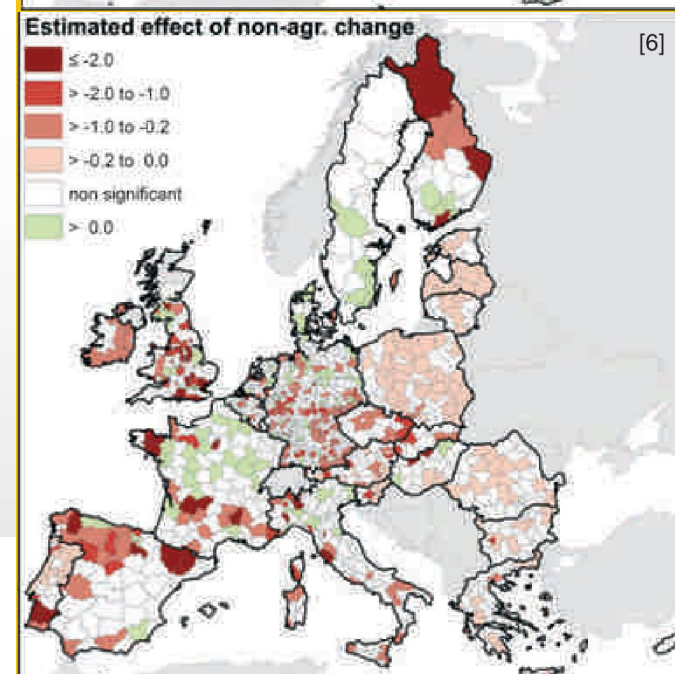 Estimated effect of non-agr. change
[6]
≤ -2.0
> -2.0 to -1.0
> -1.0 to -0.2
> -0.2 to 0.0
non significant
> 0.0